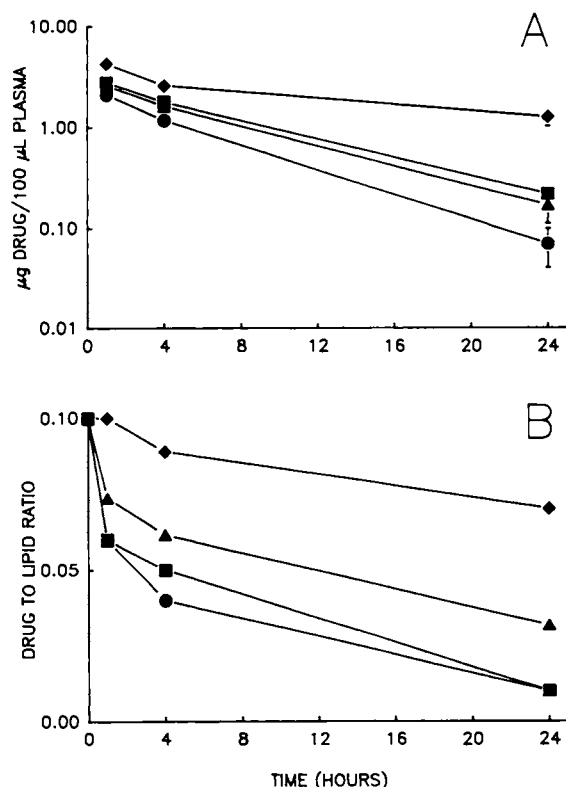 A
µg DRUG/100 µL PLASMA
10.00
1.00
0.10
0.01
0 4 8 12 16 20 24
TIME (HOURS)
B
DRUG TO LIPID RATIO
0.10
0.05
0.00
0 4 8 12 16 20 24
TIME (HOURS)